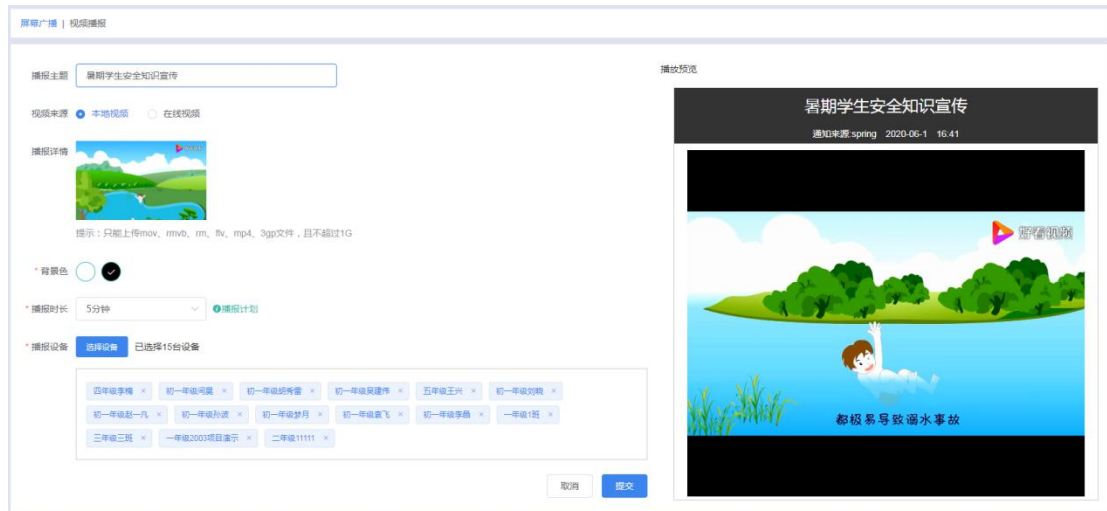 屏幕广播 | 视频播报
播报主题 暑期学生安全知识宣传
视频来源 本地视频 在线视频
播报详情
提示：只能上传mov、rmvb、rm、flv、mp4、3gp文件，且不超过1G
* 背景色
* 播报时长 5分钟 播报计划
* 播报设备 选择设备 已选择15台设备
四年级李梅 × 初一年级闫昊 × 初一年级胡秀雷 × 初一年级吴建伟 × 五年级王兴 × 初一年级刘晓 ×
初一年级赵一凡 × 初一年级孙波 × 初一年级梦月 × 初一年级袁飞 × 初一年级李 × 一年级1班 ×
三年级三班 × 一年级2003项目演示 × 二年级11111 ×
取消 提交
播放预览
暑期学生安全知识宣传
通知来源:spring 2020-06-1 16:41
好看视频
都极易导致溺水事故